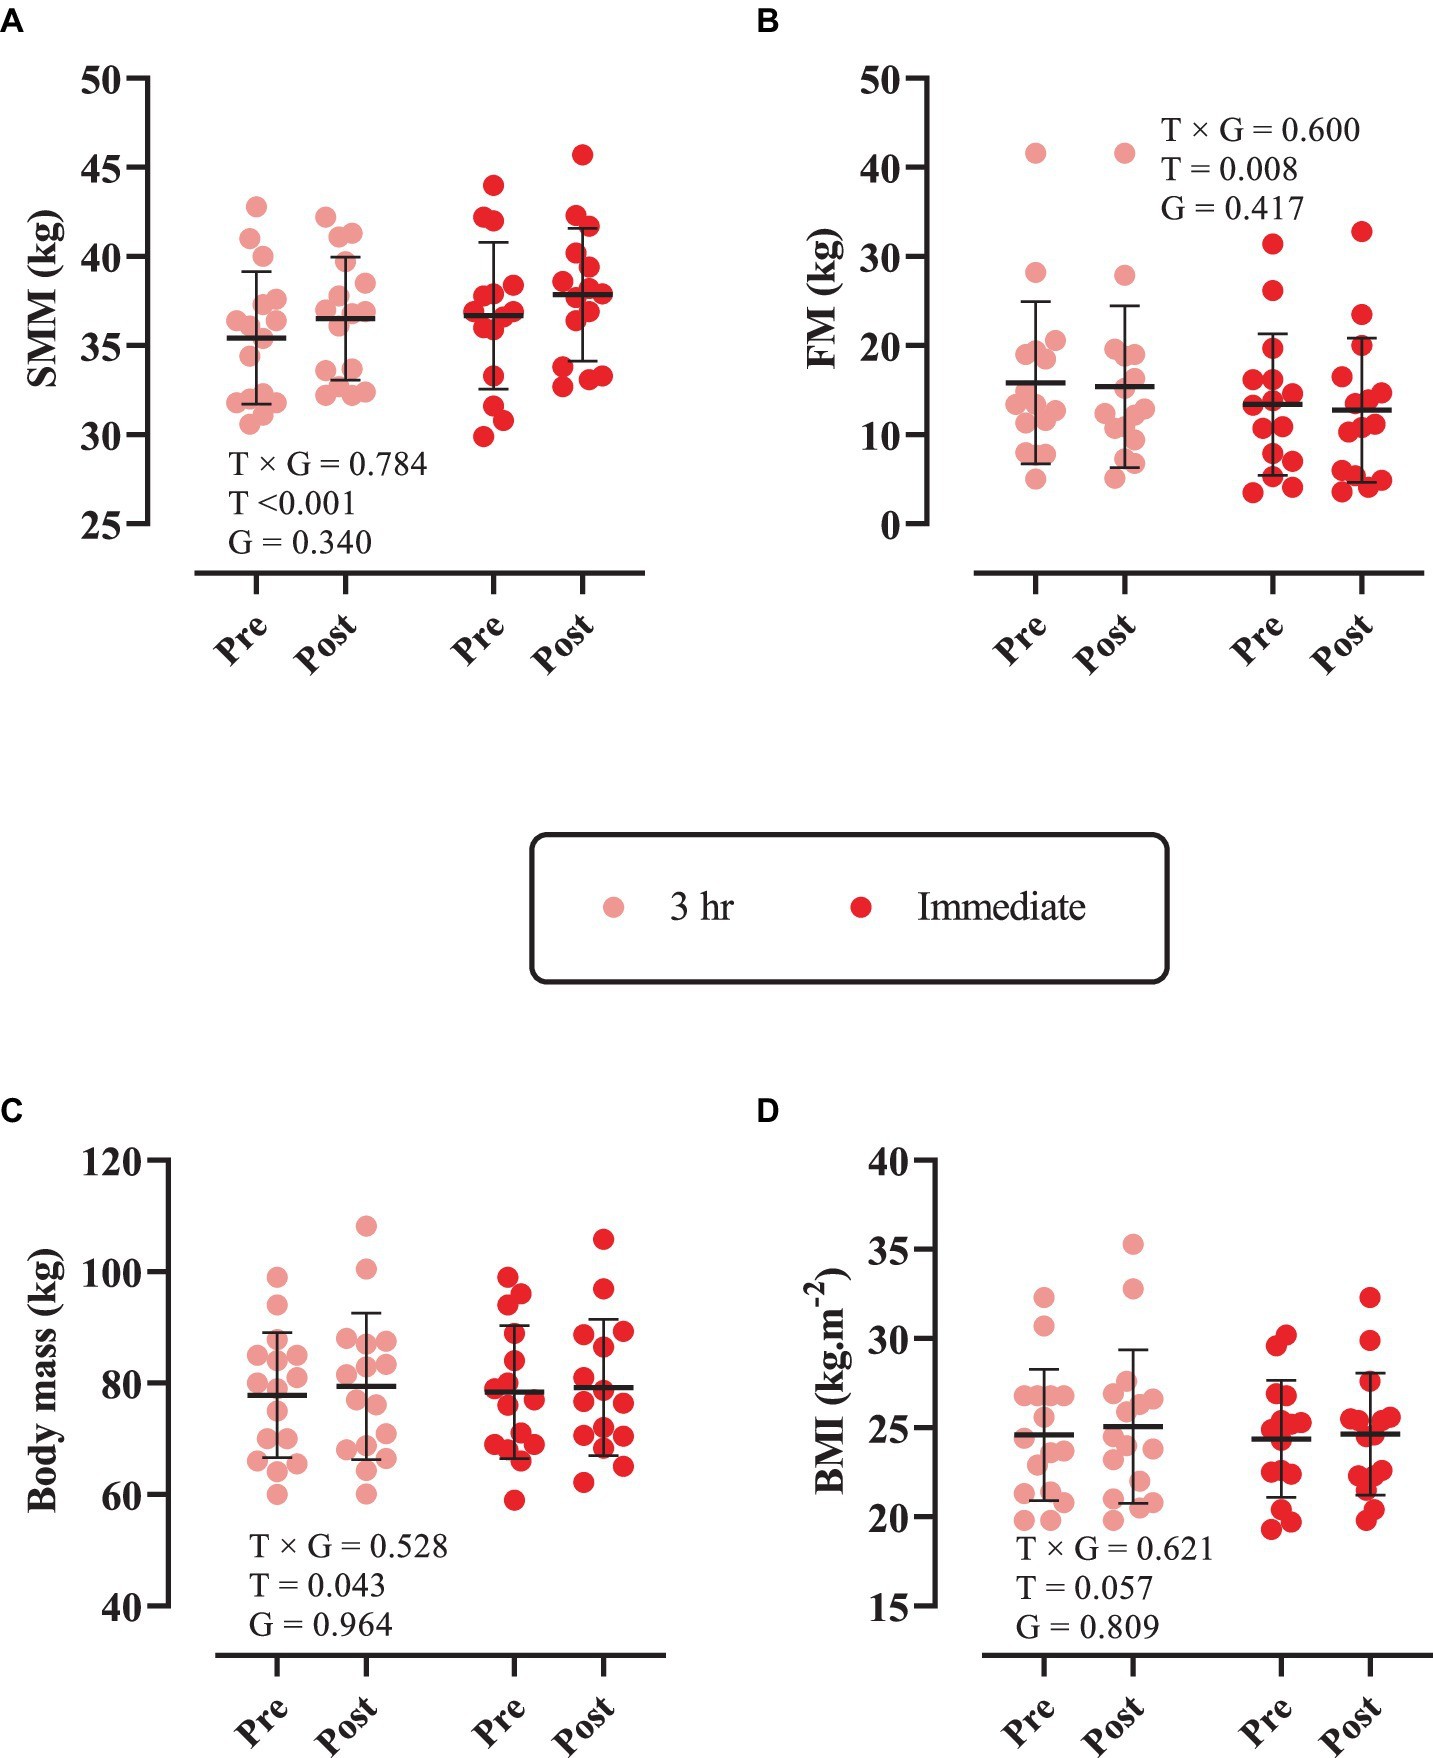 A
SMM (kg)
50
45
40
35
30
25
T × G = 0.784
T <0.001
G = 0.340
Pre
Post
Pre
Post
B
FM (kg)
50
40
30
20
10
0
T × G = 0.600
T = 0.008
G = 0.417
Pre
Post
Pre
Post
3 hr
Immediate
C
Body mass (kg)
120
100
80
60
40
T × G = 0.528
T = 0.043
G = 0.964
Pre
Post
Pre
Post
D
BMI (kg.m-2)
40
35
30
25
20
15
T × G = 0.621
T = 0.057
G = 0.809
Pre
Post
Pre
Post